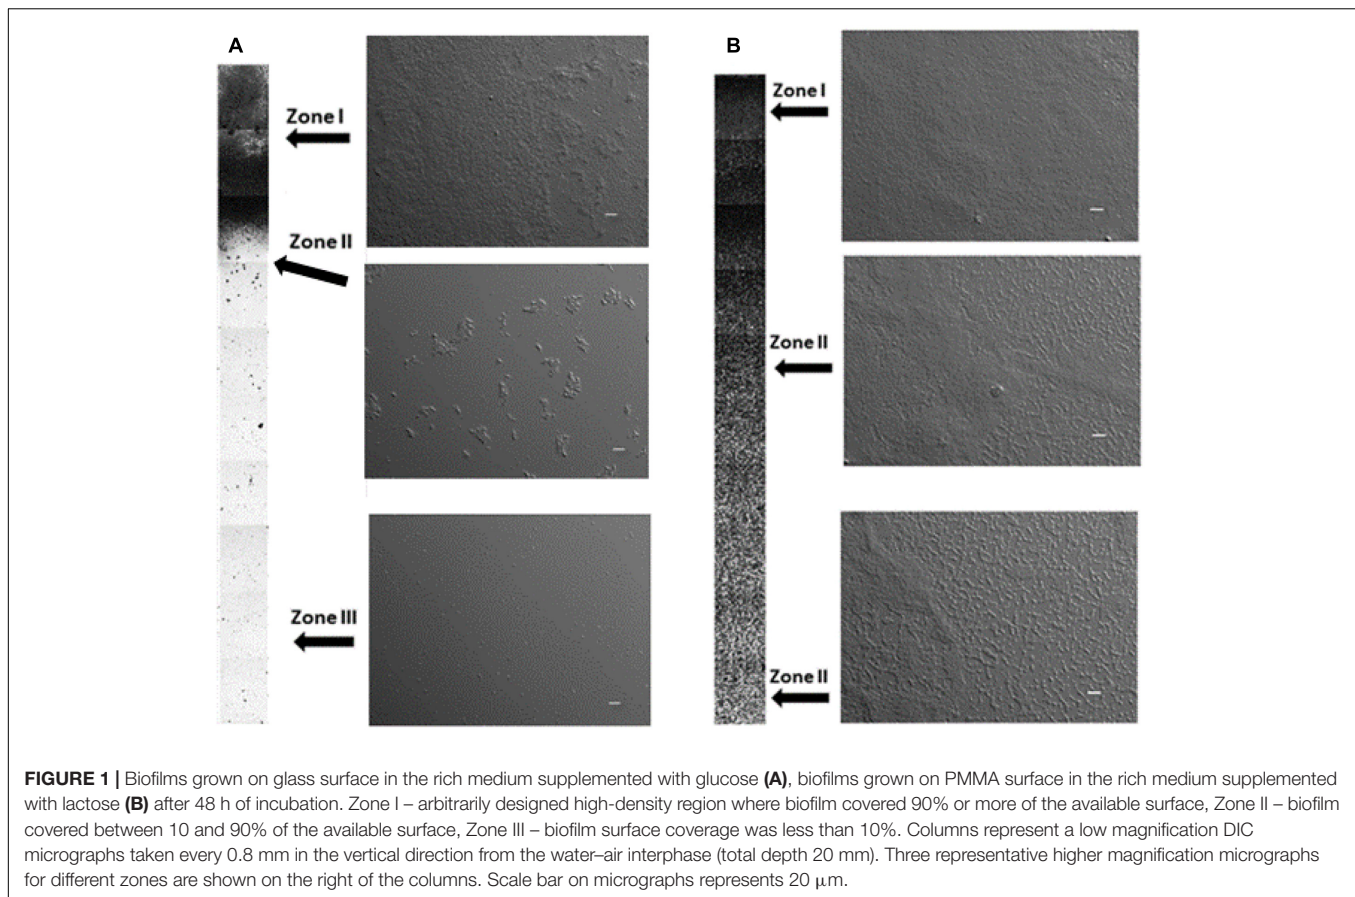 A
B
Zone I
Zone I
Zone II
Zone II
Zone III
Zone II
FIGURE 1 | Biofilms grown on glass surface in the rich medium supplemented with glucose (A), biofilms grown on PMMA surface in the rich medium supplemented
with lactose (B) after 48 h of incubation. Zone I – arbitrarily designed high-density region where biofilm covered 90% or more of the available surface, Zone II – biofilm
covered between 10 and 90% of the available surface, Zone III – biofilm surface coverage was less than 10%. Columns represent a low magnification DIC
micrographs taken every 0.8 mm in the vertical direction from the water–air interphase (total depth 20 mm). Three representative higher magnification micrographs
for different zones are shown on the right of the columns. Scale bar on micrographs represents 20 μm.